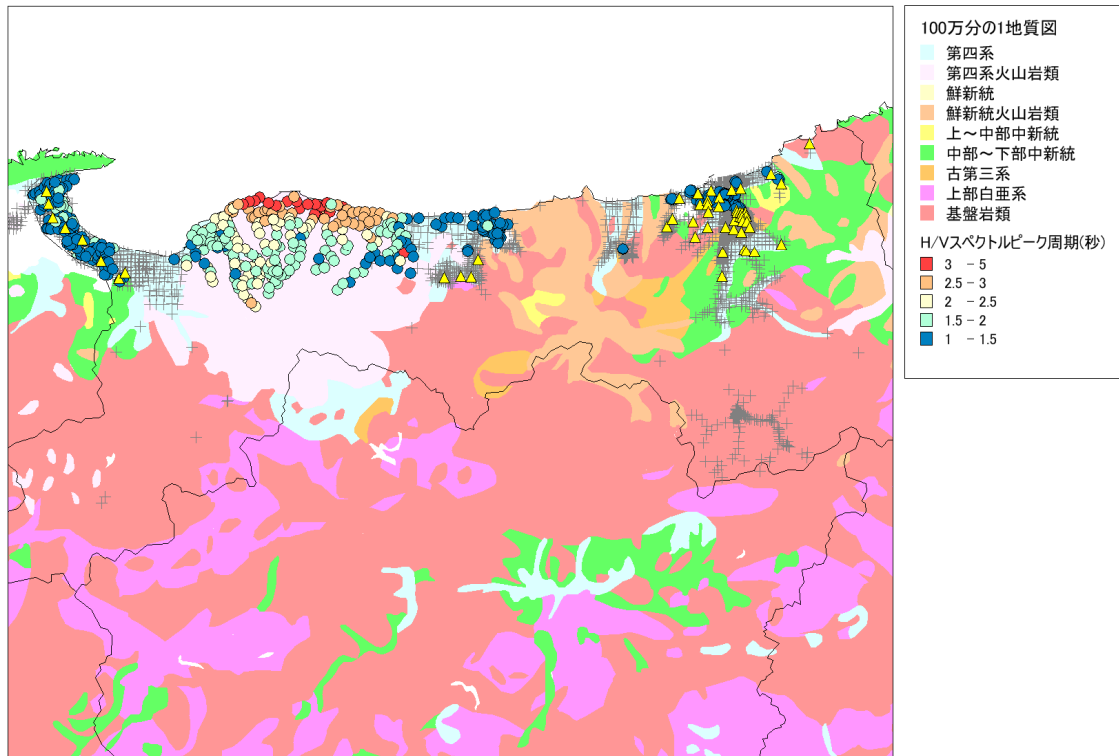 100万分の1地質図
第四系
第四系火山岩類
鮮新統
鮮新統火山岩類
上～中部中新統
中部～下部中新統
古第三系
上部白亜系
基盤岩類
H/Vスペクトルピーク周期(秒)
3 - 5
2.5 - 3
2 - 2.5
1.5 - 2
1 - 1.5